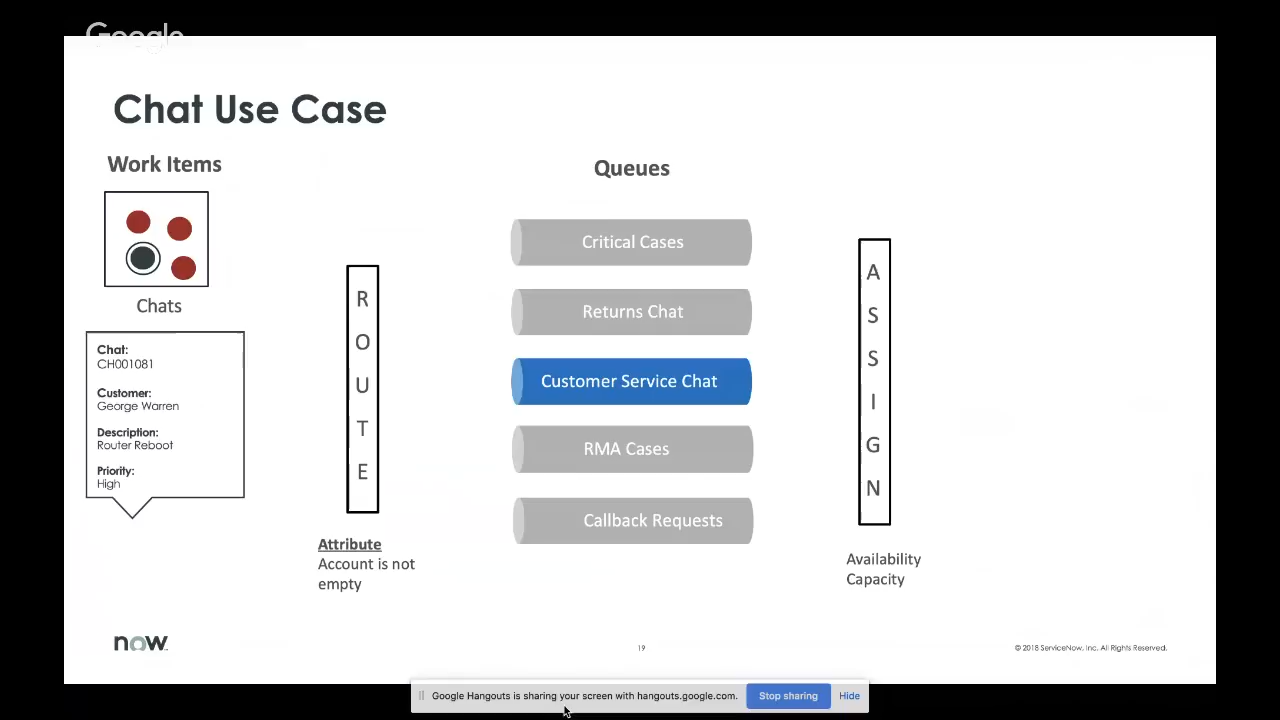 Google
Chat Use Case
Work Items
Queues
Chats
Chat:
CH001081
Customer:
George Warren
Description:
Router Reboot
Priority:
High
R
O
U
T
E
Attribute
Account is not
empty
Critical Cases
Returns Chat
Customer Service Chat
RMA Cases
Callback Requests
A
S
S
I
G
N
Availability
Capacity
now
19
© 2018 ServiceNow, Inc. All Rights Reserved.
Google Hangouts is sharing your screen with hangouts.google.com.
Stop sharing
Hide